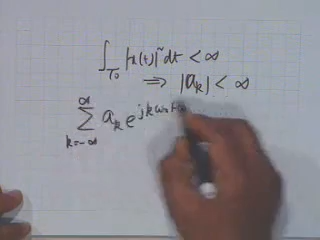 ∫_{T₀} |x(t)|² dt < ∞
⇒ |a_k| < ∞
∑_{k=-∞}^{∞} a_k e^{jkω₀t